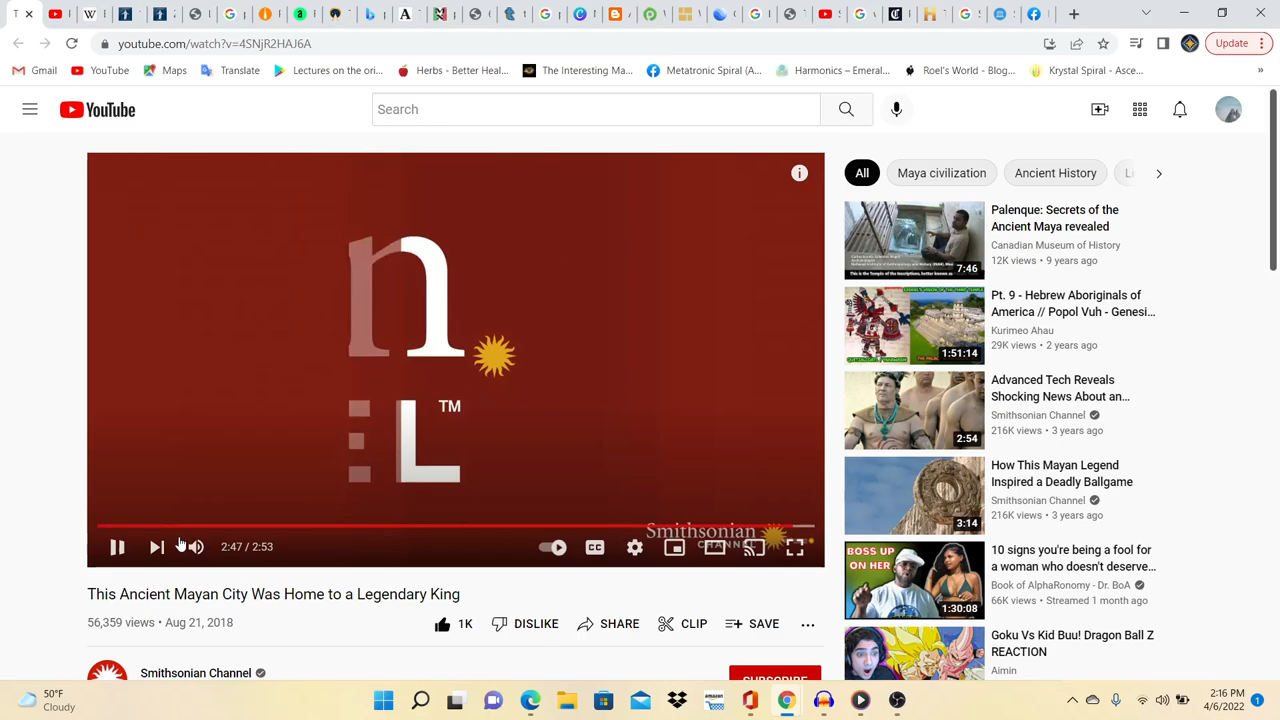 youtube.com/watch?v=4SNjR2HAJ6A
Update
Gmail
YouTube
Maps
Translate
Lectures on the ori...
Herbs - Better Heal...
The Interesting Ma...
Metatronic Spiral (A...
Harmonics – Emeral...
Roel's World - Blog...
Krystal Spiral - Asce...
»
YouTube
Search
n
L
TM
Smithsonian
CHANNEL
2:47 / 2:53
CC
This Ancient Mayan City Was Home to a Legendary King
56,359 views • Aug 21, 2018
1K
DISLIKE
SHARE
CLIP
SAVE
Smithsonian Channel
SUBSCRIBE
All
Maya civilization
Ancient History
Li
Palenque: Secrets of the
Ancient Maya revealed
Canadian Museum of History
12K views • 9 years ago
7:46
Pt. 9 - Hebrew Aboriginals of
America // Popol Vuh - Genesi...
Kurimeo Ahau
29K views • 2 years ago
1:51:14
Advanced Tech Reveals
Shocking News About an...
Smithsonian Channel
216K views • 3 years ago
2:54
How This Mayan Legend
Inspired a Deadly Ballgame
Smithsonian Channel
216K views • 3 years ago
3:14
BOSS UP
ON HER
10 signs you're being a fool for
a woman who doesn't deserve...
Book of AlphaRonomy - Dr. BoA
66K views • Streamed 1 month ago
1:30:08
Goku Vs Kid Buu! Dragon Ball Z
REACTION
Aimin
50°F
Cloudy
amazon
2:16 PM
4/6/2022
1